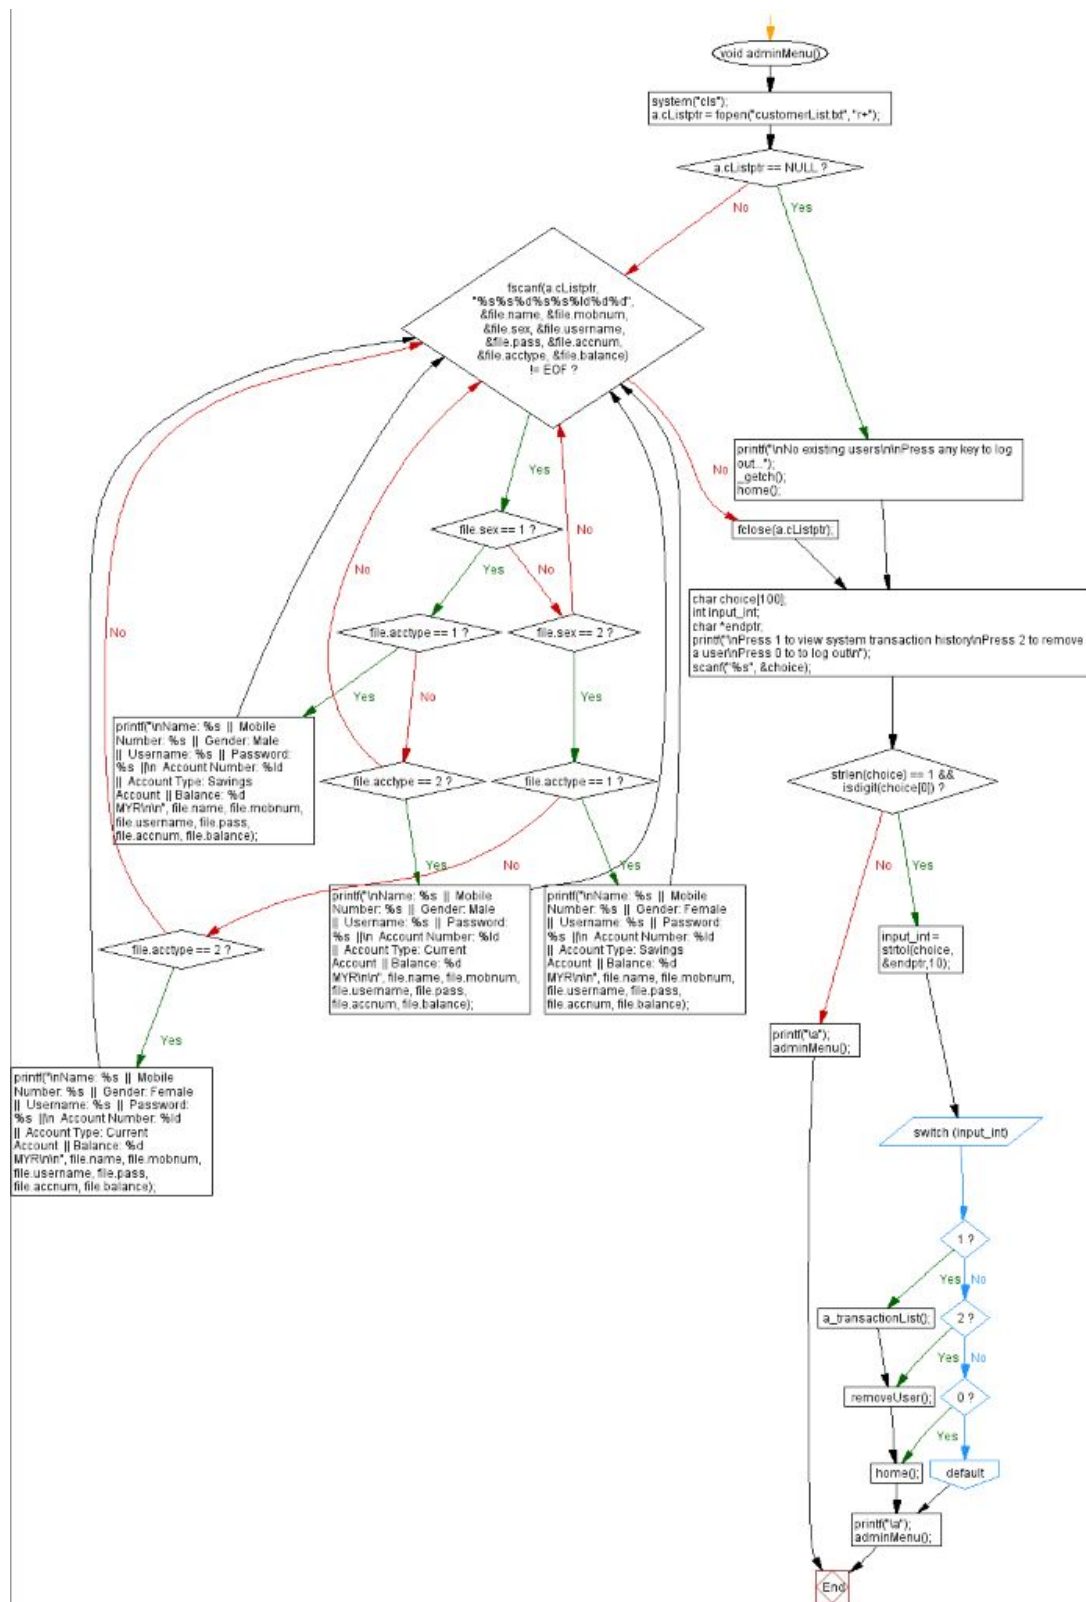 void adminMenu()
system("cls");
a.cListptr = fopen("customerList.txt", "r+");
a.cListptr == NULL ?
No
Yes
fscanf(a.cListptr,
"%s%s%d%s%s%ld%d%d",
&file.name, &file.mobnum,
&file.sex, &file.username,
&file.pass, &file.accnum,
&file.acctype, &file.balance)
!= EOF ?
printf("\nNo existing users\n\nPress any key to log
out...");
_getch();
home();
No
Yes
fclose(a.cListptr);
file.sex == 1 ?
No
No
Yes
No
char choice[100];
int input_int;
char *endptr;
printf("\nPress 1 to view system transaction history\nPress 2 to remove
a user\nPress 0 to to log out\n");
scanf("%s", &choice);
file.acctype == 1 ?
file.sex == 2 ?
No
Yes
No
Yes
printf("\nName: %s || Mobile
Number: %s || Gender: Male
|| Username: %s || Password:
%s ||\n Account Number: %ld
|| Account Type: Savings
Account || Balance: %d
MYR\n\n", file.name, file.mobnum,
file.username, file.pass,
file.accnum, file.balance);
file.acctype == 2 ?
file.acctype == 1 ?
strlen(choice) == 1 &&
isdigit(choice[0]) ?
Yes
No
Yes
No
Yes
printf("\nName: %s || Mobile
Number: %s || Gender: Male
|| Username: %s || Password:
%s ||\n Account Number: %ld
|| Account Type: Current
Account || Balance: %d
MYR\n\n", file.name, file.mobnum,
file.username, file.pass,
file.accnum, file.balance);
printf("\nName: %s || Mobile
Number: %s || Gender: Female
|| Username: %s || Password:
%s ||\n Account Number: %ld
|| Account Type: Savings
Account || Balance: %d
MYR\n\n", file.name, file.mobnum,
file.username, file.pass,
file.accnum, file.balance);
file.acctype == 2 ?
input_int =
strtol(choice,
&endptr,10);
Yes
printf("\a");
adminMenu();
printf("\nName: %s || Mobile
Number: %s || Gender: Female
|| Username: %s || Password:
%s ||\n Account Number: %ld
|| Account Type: Current
Account || Balance: %d
MYR\n\n", file.name, file.mobnum,
file.username, file.pass,
file.accnum, file.balance);
switch (input_int)
1 ?
Yes
No
a_transactionList();
2 ?
Yes
No
removeUser();
0 ?
Yes
home();
default
printf("\a");
adminMenu();
End